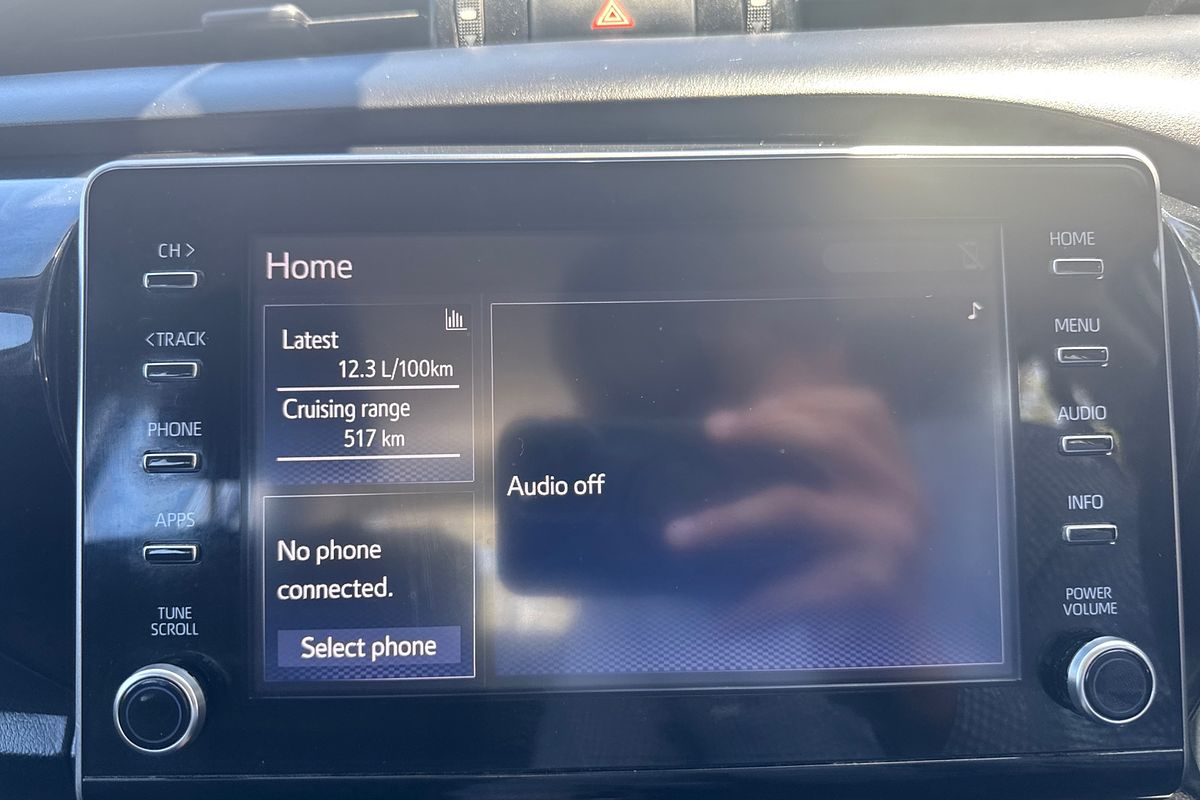 CH >
< TRACK
PHONE
APPS
TUNE
SCROLL
Home
Latest
12.3 L/100km
Cruising range
517 km
No phone
connected.
Select phone
Audio off
HOME
MENU
AUDIO
INFO
POWER
VOLUME